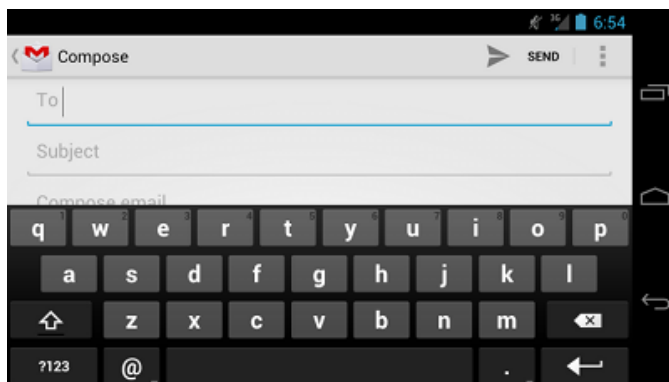 3G 6:54
Compose SEND
To
Subject
Compose email
q 1 w 2 e 3 r 4 t 5 y 6 u 7 i 8 o 9 p 0
a s d f g h j k l
z x c v b n m
?123 @ .